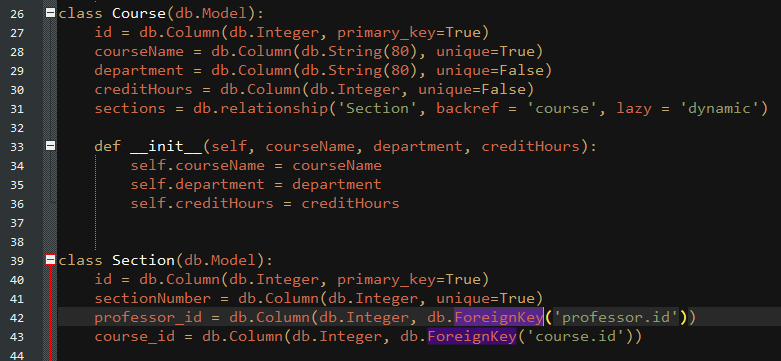 26 class Course(db.Model):
27 id = db.Column(db.Integer, primary_key=True)
28 courseName = db.Column(db.String(80), unique=True)
29 department = db.Column(db.String(80), unique=False)
30 creditHours = db.Column(db.Integer, unique=False)
31 sections = db.relationship('Section', backref = 'course', lazy = 'dynamic')
32
33 def __init__(self, courseName, department, creditHours):
34 self.courseName = courseName
35 self.department = department
36 self.creditHours = creditHours
37
38
39 class Section(db.Model):
40 id = db.Column(db.Integer, primary_key=True)
41 sectionNumber = db.Column(db.Integer, unique=True)
42 professor_id = db.Column(db.Integer, db.ForeignKey('professor.id'))
43 course_id = db.Column(db.Integer, db.ForeignKey('course.id'))
44